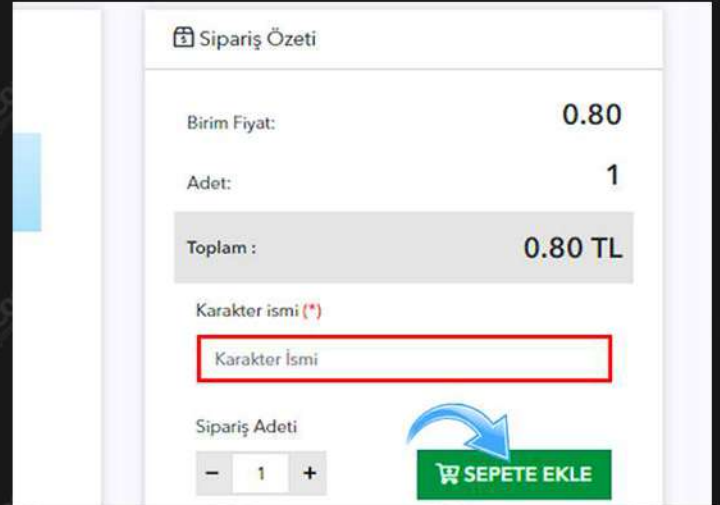 Sipariş Özeti
Birim Fiyat: 0.80
Adet: 1
Toplam : 0.80 TL
Karakter ismi (*)
Karakter İsmi
Sipariş Adeti
- 1 +
SEPETE EKLE